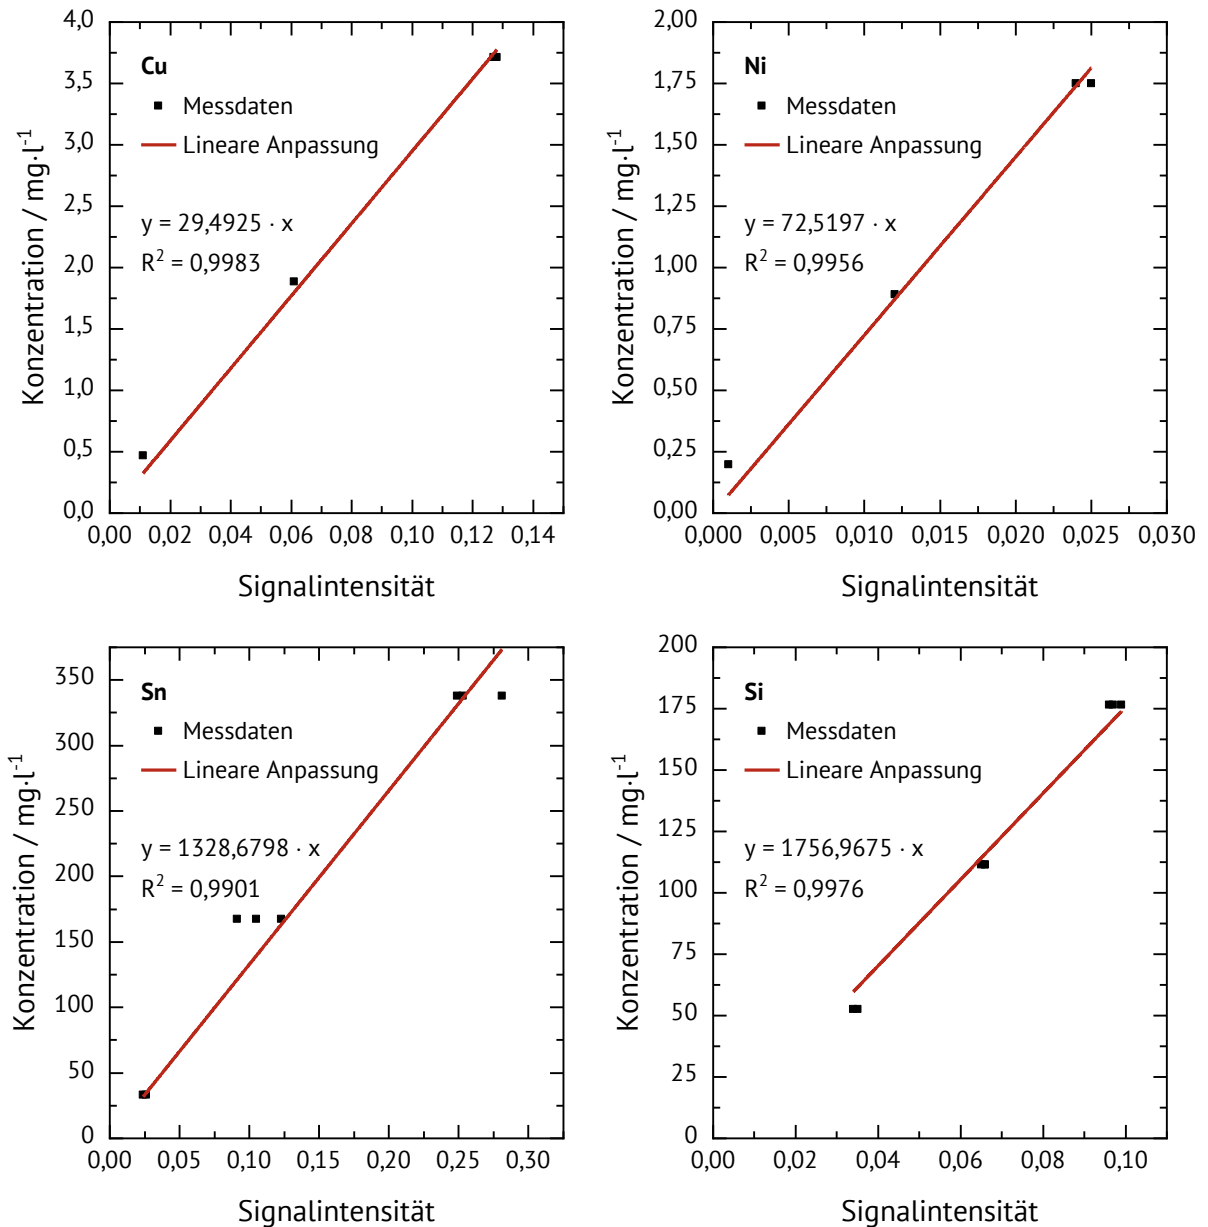 Cu
Messdaten
Lineare Anpassung
y = 29,4925 · x
R² = 0,9983
Konzentration / mg·l⁻¹
4,0
3,5
3,0
2,5
2,0
1,5
1,0
0,5
0,0
0,00 0,02 0,04 0,06 0,08 0,10 0,12 0,14
Signalintensität
Ni
Messdaten
Lineare Anpassung
y = 72,5197 · x
R² = 0,9956
Konzentration / mg·l⁻¹
2,00
1,75
1,50
1,25
1,00
0,75
0,50
0,25
0,00
0,000 0,005 0,010 0,015 0,020 0,025 0,030
Signalintensität
Sn
Messdaten
Lineare Anpassung
y = 1328,6798 · x
R² = 0,9901
Konzentration / mg·l⁻¹
350
300
250
200
150
100
50
0
0,00 0,05 0,10 0,15 0,20 0,25 0,30
Signalintensität
Si
Messdaten
Lineare Anpassung
y = 1756,9675 · x
R² = 0,9976
Konzentration / mg·l⁻¹
200
175
150
125
100
75
50
25
0
0,00 0,02 0,04 0,06 0,08 0,10
Signalintensität